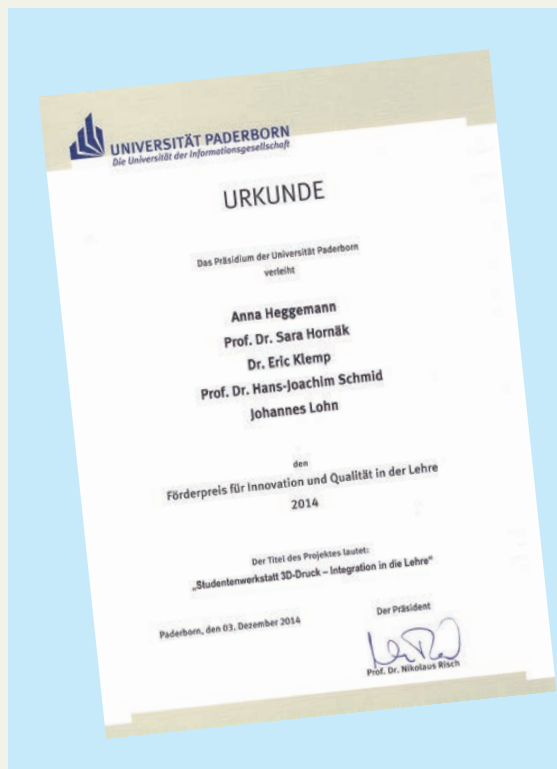 UNIVERSITÄT PADERBORN
Die Universität der Informationsgesellschaft
URKUNDE
Das Präsidium der Universität Paderborn
verleiht
Anna Heggemann
Prof. Dr. Sara Hornäk
Dr. Eric Klemp
Prof. Dr. Hans-Joachim Schmid
Johannes Lohn
den
Förderpreis für Innovation und Qualität in der Lehre
2014
Der Titel des Projektes lautet:
„Studentenwerkstatt 3D-Druck – Integration in die Lehre“
Paderborn, den 03. Dezember 2014
Der Präsident
Prof. Dr. Nikolaus Risch